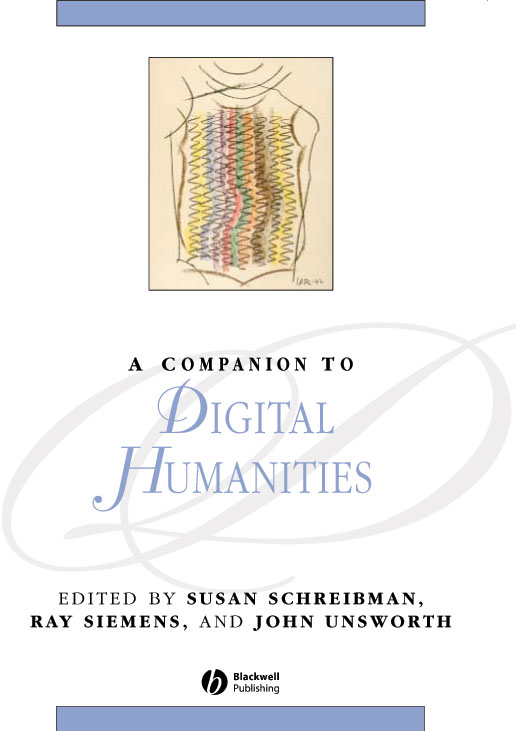 A COMPANION TO
DIGITAL
HUMANITIES
EDITED BY SUSAN SCHREIBMAN,
RAY SIEMENS, AND JOHN UNSWORTH
Blackwell
Publishing